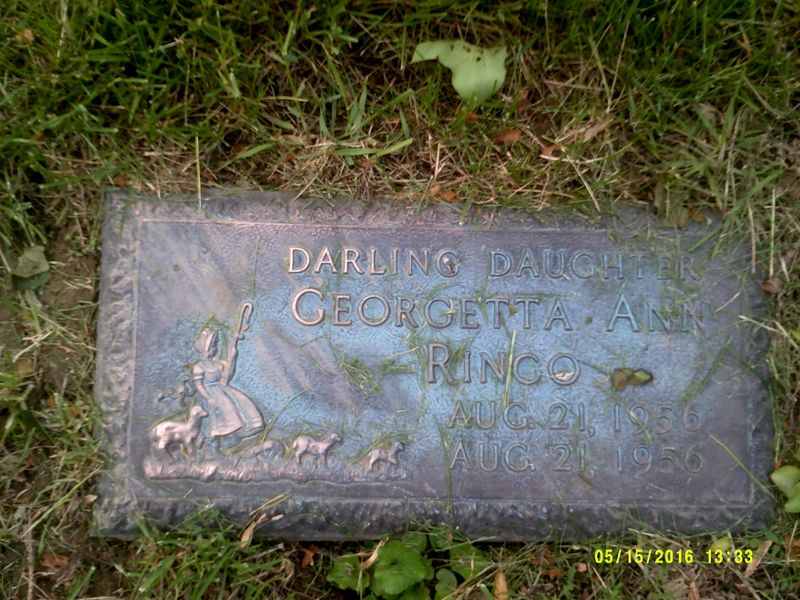 DARLING DAUGHTER
GEORGETTA ANN
RINGO
AUG. 21, 1956
AUG. 21, 1956
05/15/2016 13:33